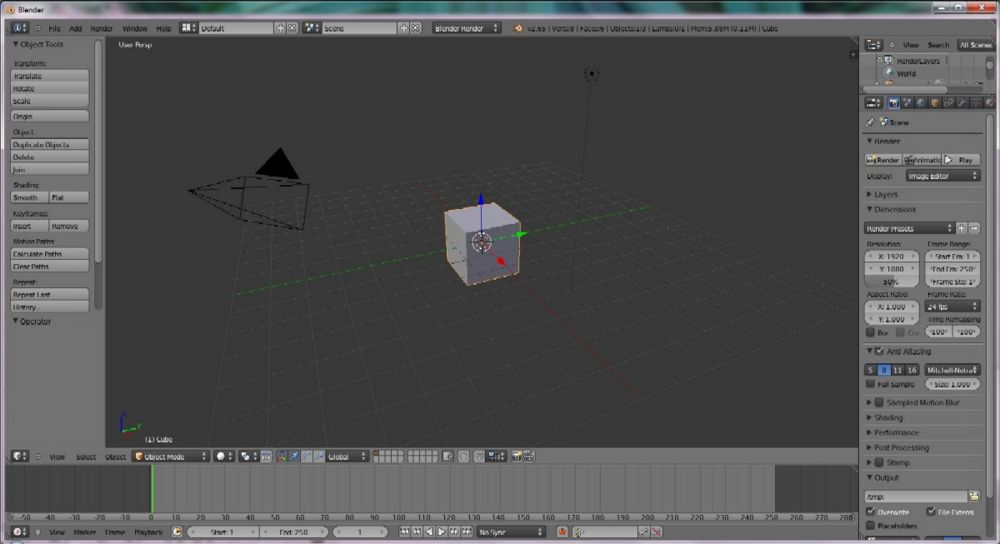 Blender
File Add Render Window Help Default Scene Blender Render v2.66 | Verts:8 | Faces:6 | Objects:1/3 | Lamps:0/1 | Mem:5.88M (0.11M) | Cube
Object Tools
Transform:
Translate
Rotate
Scale
Origin
Object:
Duplicate Objects
Delete
Join
Shading:
Smooth Flat
Keyframes:
Insert Remove
Motion Paths:
Calculate Paths
Clear Paths
Repeat:
Repeat Last
History...
Operator
User Persp
(1) Cube
View Select Object Object Mode Global
-50 -40 -30 -20 -10 0 10 20 30 40 50 60 70 80 90 100 110 120 130 140 150 160 170 180 190 200 210 220 230 240 250 260 270 280
View Marker Frame Playback Start: 1 End: 250 1 No Sync
View Search All Scenes
RenderLayers
World
Scene
Render
Render Animatio Play
Display: Image Editor
Layers
Dimensions
Render Presets
Resolution: Frame Range:
X: 1920 Start Fra: 1
Y: 1080 End Fra: 250
50% Frame Ste: 1
Aspect Ratio: Frame Rate:
X: 1.000 24 fps
Y: 1.000 Time Remapping
Bor Cro 100 100
Anti-Aliasing
5 8 11 16 Mitchell-Netra
Full Sample Size: 1.000
Sampled Motion Blur
Shading
Performance
Post Processing
Stamp
Output
/tmp\
Overwrite File Extensi
Placeholders